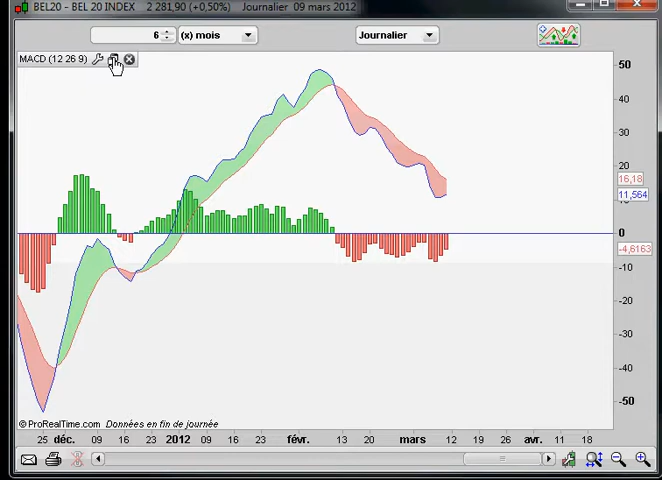 BEL20 - BEL 20 INDEX 2 281,90 (+0,50%) Journalier 09 mars 2012
6 (x) mois Journalier
MACD (12 26 9)
50
40
30
20
16,18
11,564
10
0
-4,6163
-10
-20
-30
-40
-50
© ProRealTime.com Données en fin de journée
25 déc. 09 16 23 2012 09 16 23 févr. 13 20 mars 12 19 26 avr. 11 18